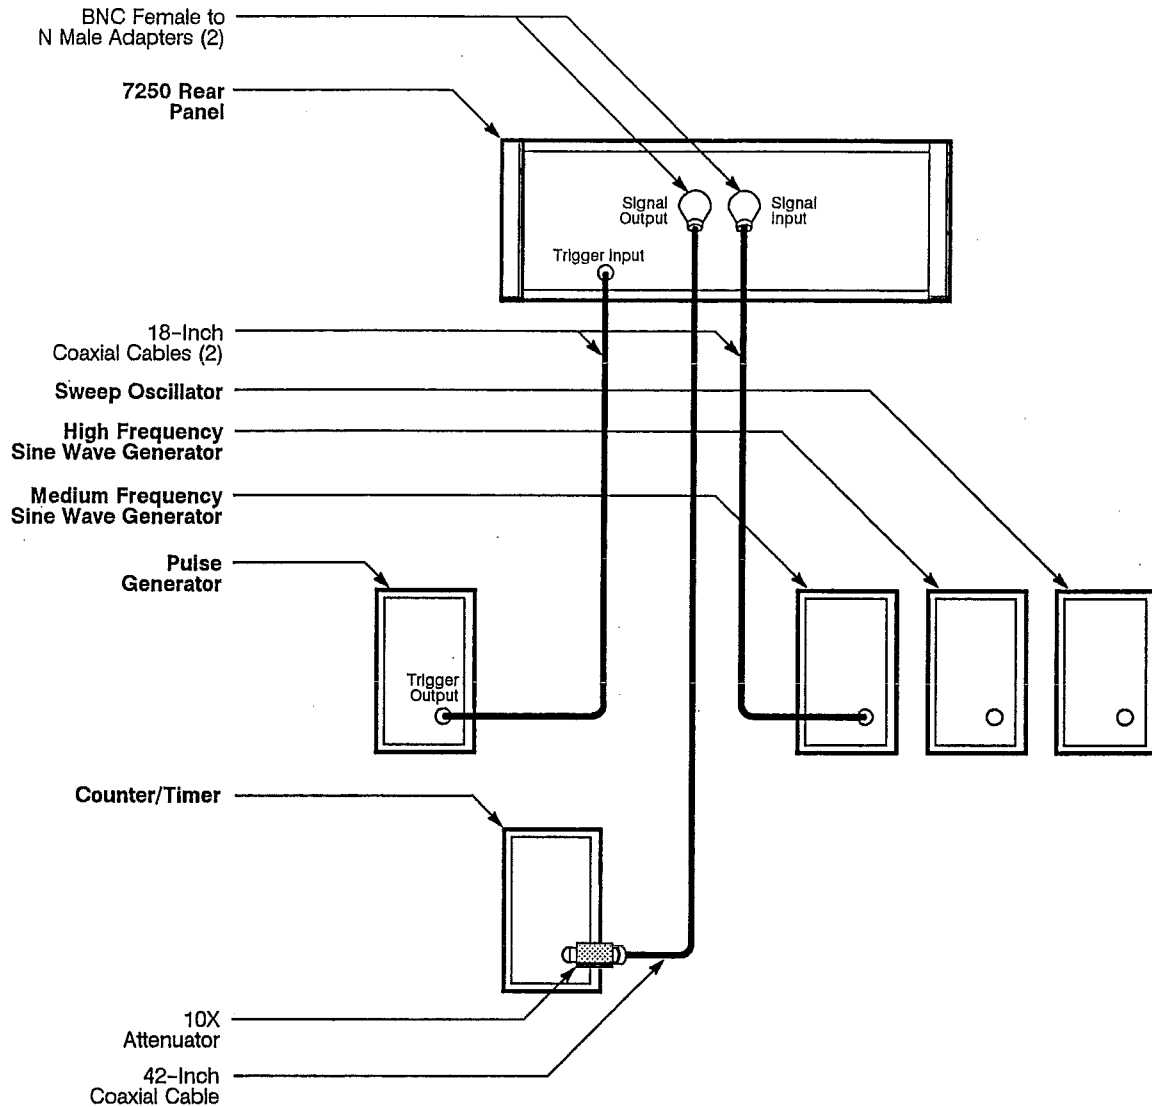 BNC Female to
N Male Adapters (2)
7250 Rear
Panel
Signal
Output
Signal
Input
Trigger Input
18-Inch
Coaxial Cables (2)
Sweep Oscillator
High Frequency
Sine Wave Generator
Medium Frequency
Sine Wave Generator
Pulse
Generator
Trigger
Output
Counter/Timer
10X
Attenuator
42-Inch
Coaxial Cable